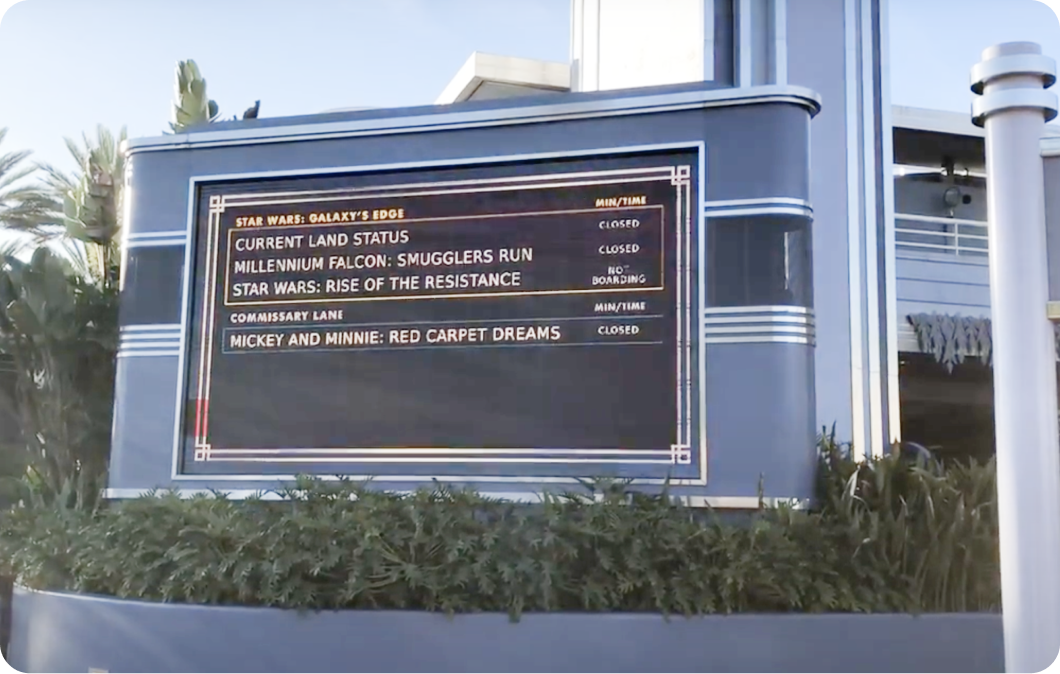 STAR WARS: GALAXY'S EDGE MIN/TIME
CURRENT LAND STATUS CLOSED
MILLENNIUM FALCON: SMUGGLERS RUN CLOSED
STAR WARS: RISE OF THE RESISTANCE NOT BOARDING
COMMISSARY LANE MIN/TIME
MICKEY AND MINNIE: RED CARPET DREAMS CLOSED